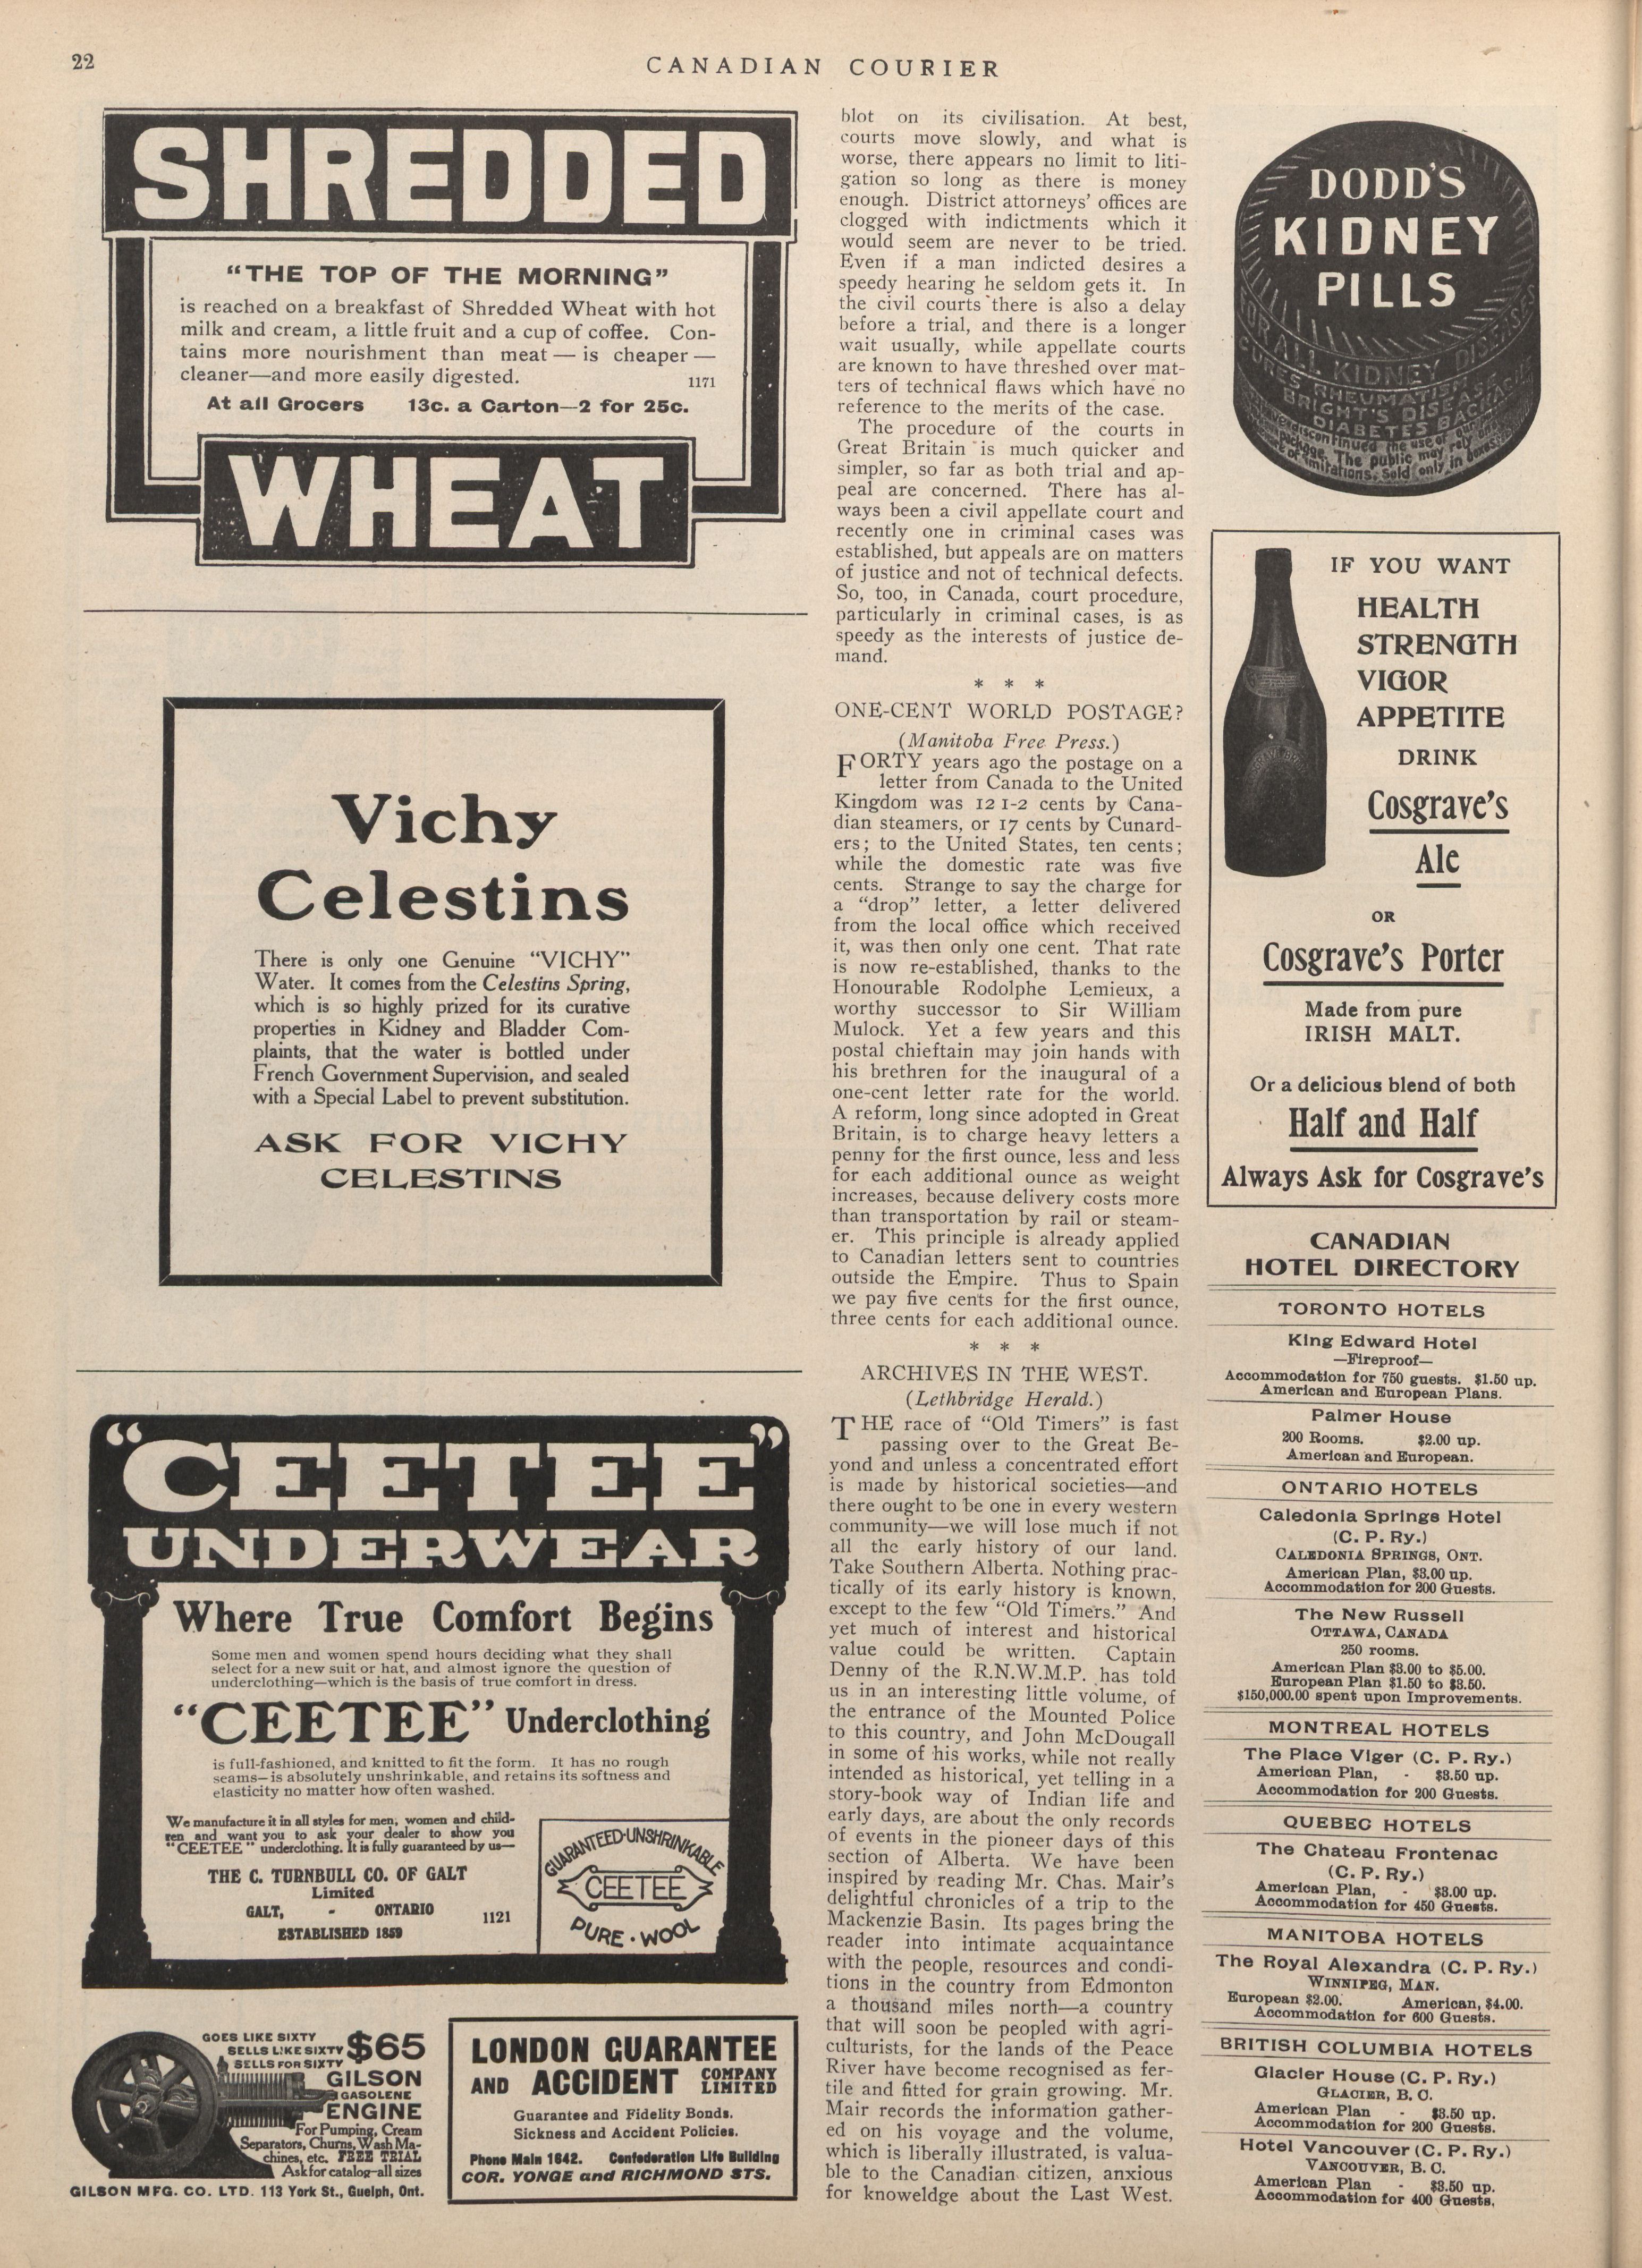 22
CANADIAN COURIER
SHREDDED
"THE TOP OF THE MORNING"
is reached on a breakfast of Shredded Wheat with hot
milk and cream, a little fruit and a cup of coffee. Con-
tains more nourishment than meat — is cheaper —
cleaner—and more easily digested. 1171
At all Grocers 13c. a Carton—2 for 25c.
WHEAT
Vichy
Celestins
There is only one Genuine "VICHY"
Water. It comes from the Celestins Spring,
which is so highly prized for its curative
properties in Kidney and Bladder Com-
plaints, that the water is bottled under
French Government Supervision, and sealed
with a Special Label to prevent substitution.
ASK FOR VICHY
CELESTINS
"CEETEE"
UNDERWEAR
Where True Comfort Begins
Some men and women spend hours deciding what they shall
select for a new suit or hat, and almost ignore the question of
underclothing—which is the basis of true comfort in dress.
"CEETEE" Underclothing
is full-fashioned, and knitted to fit the form. It has no rough
seams—is absolutely unshrinkable, and retains its softness and
elasticity no matter how often washed.
We manufacture it in all styles for men, women and child-
ren and want you to ask your dealer to show you
"CEETEE" underclothing. It is fully guaranteed by us—
THE C. TURNBULL CO. OF GALT
Limited
GALT, - ONTARIO
ESTABLISHED 1859
1121
GUARANTEED·UNSHRINKABLE
CEETEE
PURE·WOOL
GOES LIKE SIXTY
SELLS LIKE SIXTY $65
SELLS FOR SIXTY
GILSON
GASOLENE
ENGINE
For Pumping, Cream
Separators, Churns, Wash Ma-
chines, etc. FREE TRIAL
Ask for catalog—all sizes
GILSON MFG. CO. LTD. 113 York St., Guelph, Ont.
LONDON GUARANTEE
AND ACCIDENT COMPANY LIMITED
Guarantee and Fidelity Bonds.
Sickness and Accident Policies.
Phone Main 1642. Confederation Life Building
COR. YONGE and RICHMOND STS.
blot on its civilisation. At best,
courts move slowly, and what is
worse, there appears no limit to liti-
gation so long as there is money
enough. District attorneys' offices are
clogged with indictments which it
would seem are never to be tried.
Even if a man indicted desires a
speedy hearing he seldom gets it. In
the civil courts there is also a delay
before a trial, and there is a longer
wait usually, while appellate courts
are known to have threshed over mat-
ters of technical flaws which have no
reference to the merits of the case.
The procedure of the courts in
Great Britain is much quicker and
simpler, so far as both trial and ap-
peal are concerned. There has al-
ways been a civil appellate court and
recently one in criminal cases was
established, but appeals are on matters
of justice and not of technical defects.
So, too, in Canada, court procedure,
particularly in criminal cases, is as
speedy as the interests of justice de-
mand.
* * *
ONE-CENT WORLD POSTAGE?
(Manitoba Free Press.)
FORTY years ago the postage on a
letter from Canada to the United
Kingdom was 12 1-2 cents by Cana-
dian steamers, or 17 cents by Cunard-
ers; to the United States, ten cents;
while the domestic rate was five
cents. Strange to say the charge for
a "drop" letter, a letter delivered
from the local office which received
it, was then only one cent. That rate
is now re-established, thanks to the
Honourable Rodolphe Lemieux, a
worthy successor to Sir William
Mulock. Yet a few years and this
postal chieftain may join hands with
his brethren for the inaugural of a
one-cent letter rate for the world.
A reform, long since adopted in Great
Britain, is to charge heavy letters a
penny for the first ounce, less and less
for each additional ounce as weight
increases, because delivery costs more
than transportation by rail or steam-
er. This principle is already applied
to Canadian letters sent to countries
outside the Empire. Thus to Spain
we pay five cents for the first ounce,
three cents for each additional ounce.
* * *
ARCHIVES IN THE WEST.
(Lethbridge Herald.)
THE race of "Old Timers" is fast
passing over to the Great Be-
yond and unless a concentrated effort
is made by historical societies—and
there ought to be one in every western
community—we will lose much if not
all the early history of our land.
Take Southern Alberta. Nothing prac-
tically of its early history is known,
except to the few "Old Timers." And
yet much of interest and historical
value could be written. Captain
Denny of the R.N.W.M.P. has told
us in an interesting little volume, of
the entrance of the Mounted Police
to this country, and John McDougall
in some of his works, while not really
intended as historical, yet telling in a
story-book way of Indian life and
early days, are about the only records
of events in the pioneer days of this
section of Alberta. We have been
inspired by reading Mr. Chas. Mair's
delightful chronicles of a trip to the
Mackenzie Basin. Its pages bring the
reader into intimate acquaintance
with the people, resources and condi-
tions in the country from Edmonton
a thousand miles north—a country
that will soon be peopled with agri-
culturists, for the lands of the Peace
River have become recognised as fer-
tile and fitted for grain growing. Mr.
Mair records the information gather-
ed on his voyage and the volume,
which is liberally illustrated, is valua-
ble to the Canadian citizen, anxious
for knoweldge about the Last West.
DODD'S
KIDNEY
PILLS
FOR ALL KIDNEY DISEASES
CURES RHEUMATISM
BRIGHT'S DISEASE
DIABETES BACKACHE
discontinued the use of our
package. The public may rely
of imitations. Sold only in boxes
IF YOU WANT
HEALTH
STRENGTH
VIGOR
APPETITE
DRINK
Cosgrave's
Ale
OR
Cosgrave's Porter
Made from pure
IRISH MALT.
Or a delicious blend of both
Half and Half
Always Ask for Cosgrave's
CANADIAN
HOTEL DIRECTORY
TORONTO HOTELS
King Edward Hotel
—Fireproof—
Accommodation for 750 guests. $1.50 up.
American and European Plans.
Palmer House
200 Rooms. $2.00 up.
American and European.
ONTARIO HOTELS
Caledonia Springs Hotel
(C. P. Ry.)
CALEDONIA SPRINGS, ONT.
American Plan, $3.00 up.
Accommodation for 200 Guests.
The New Russell
OTTAWA, CANADA
250 rooms.
American Plan $3.00 to $5.00.
European Plan $1.50 to $3.50.
$150,000.00 spent upon Improvements.
MONTREAL HOTELS
The Place Viger (C. P. Ry.)
American Plan, - $3.50 up.
Accommodation for 200 Guests.
QUEBEC HOTELS
The Chateau Frontenac
(C. P. Ry.)
American Plan, - $3.00 up.
Accommodation for 450 Guests.
MANITOBA HOTELS
The Royal Alexandra (C. P. Ry.)
WINNIPEG, MAN.
European $2.00. American, $4.00.
Accommodation for 600 Guests.
BRITISH COLUMBIA HOTELS
Glacier House (C. P. Ry.)
GLACIER, B. C.
American Plan - $3.50 up.
Accommodation for 200 Guests.
Hotel Vancouver (C. P. Ry.)
VANCOUVER, B. C.
American Plan - $3.50 up.
Accommodation for 400 Guests.